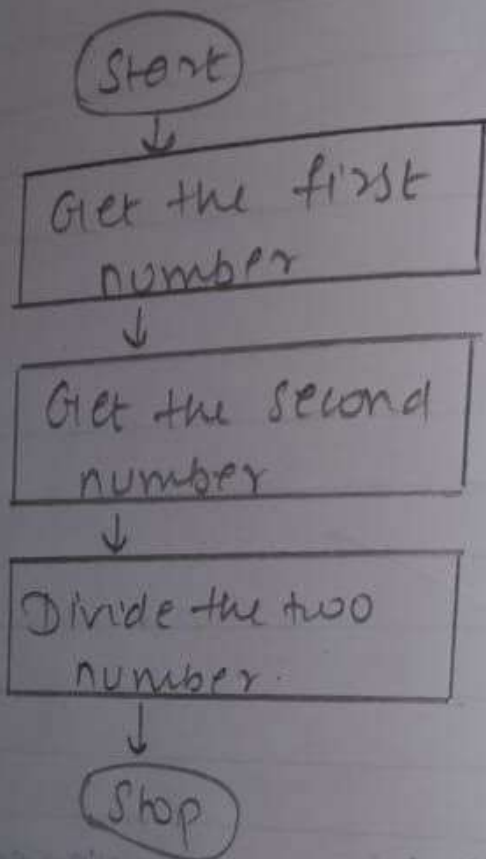 Start
Get the first
number
Get the second
number
Divide the two
number.
Stop